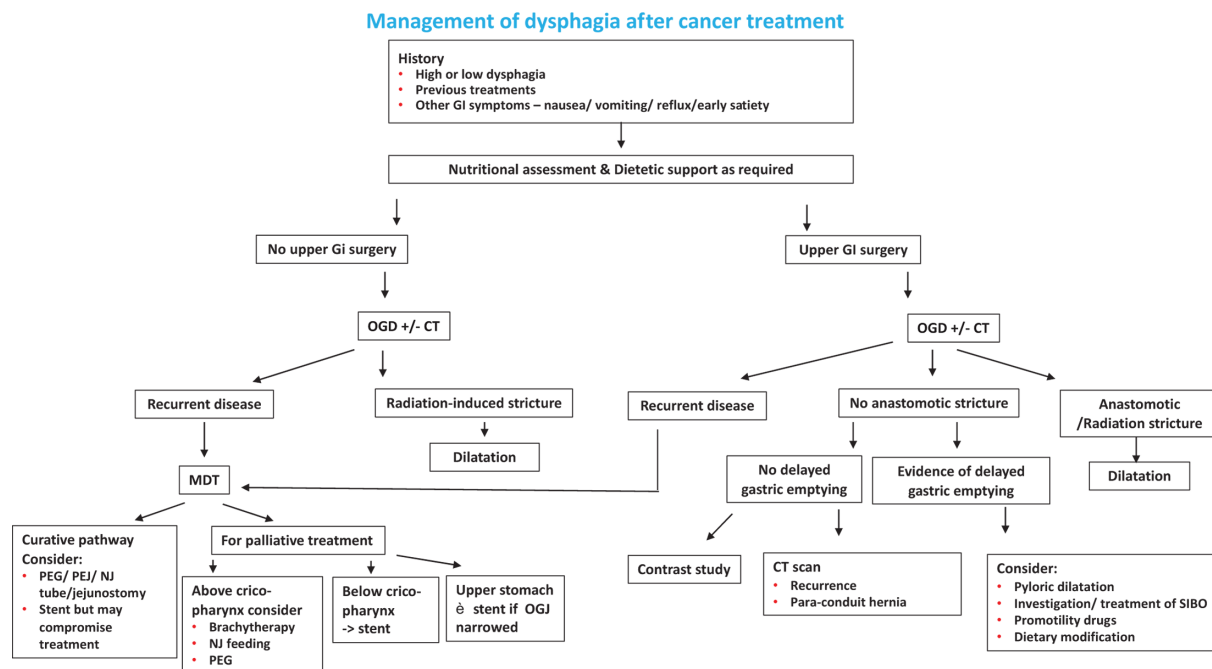 Management of dysphagia after cancer treatment
History
• High or low dysphagia
• Previous treatments
• Other GI symptoms – nausea/ vomiting/ reflux/early satiety
Nutritional assessment & Dietetic support as required
No upper Gi surgery
Upper GI surgery
OGD +/- CT
OGD +/- CT
Recurrent disease
Radiation-induced stricture
Recurrent disease
No anastomotic stricture
Anastomotic
/Radiation stricture
Dilatation
No delayed
gastric emptying
Evidence of delayed
gastric emptying
Dilatation
MDT
Curative pathway
Consider:
• PEG/ PEJ/ NJ
tube/jejunostomy
• Stent but may
compromise
treatment
For palliative treatment
Above crico-
pharynx consider
• Brachytherapy
• NJ feeding
• PEG
Below crico-
pharynx
-> stent
Upper stomach
è stent if OGJ
narrowed
Contrast study
CT scan
• Recurrence
• Para-conduit hernia
Consider:
• Pyloric dilatation
• Investigation/ treatment of SIBO
• Promotility drugs
• Dietary modification